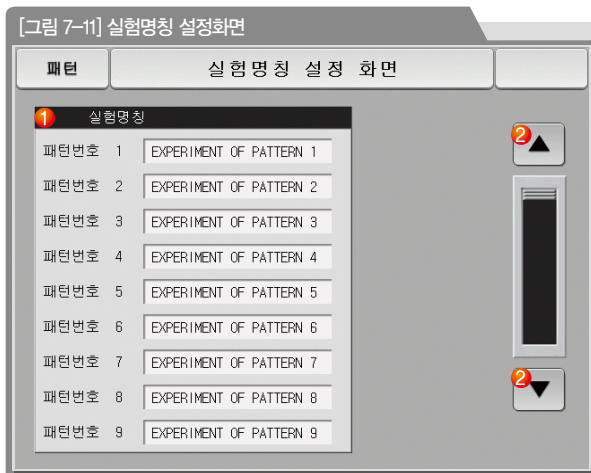 [그림 7-11] 실험명칭 설정화면
패턴 실험명칭 설정 화면
1 실험명칭
패턴번호 1 EXPERIMENT OF PATTERN 1
패턴번호 2 EXPERIMENT OF PATTERN 2
패턴번호 3 EXPERIMENT OF PATTERN 3
패턴번호 4 EXPERIMENT OF PATTERN 4
패턴번호 5 EXPERIMENT OF PATTERN 5
패턴번호 6 EXPERIMENT OF PATTERN 6
패턴번호 7 EXPERIMENT OF PATTERN 7
패턴번호 8 EXPERIMENT OF PATTERN 8
패턴번호 9 EXPERIMENT OF PATTERN 9
2 ▲
2 ▼